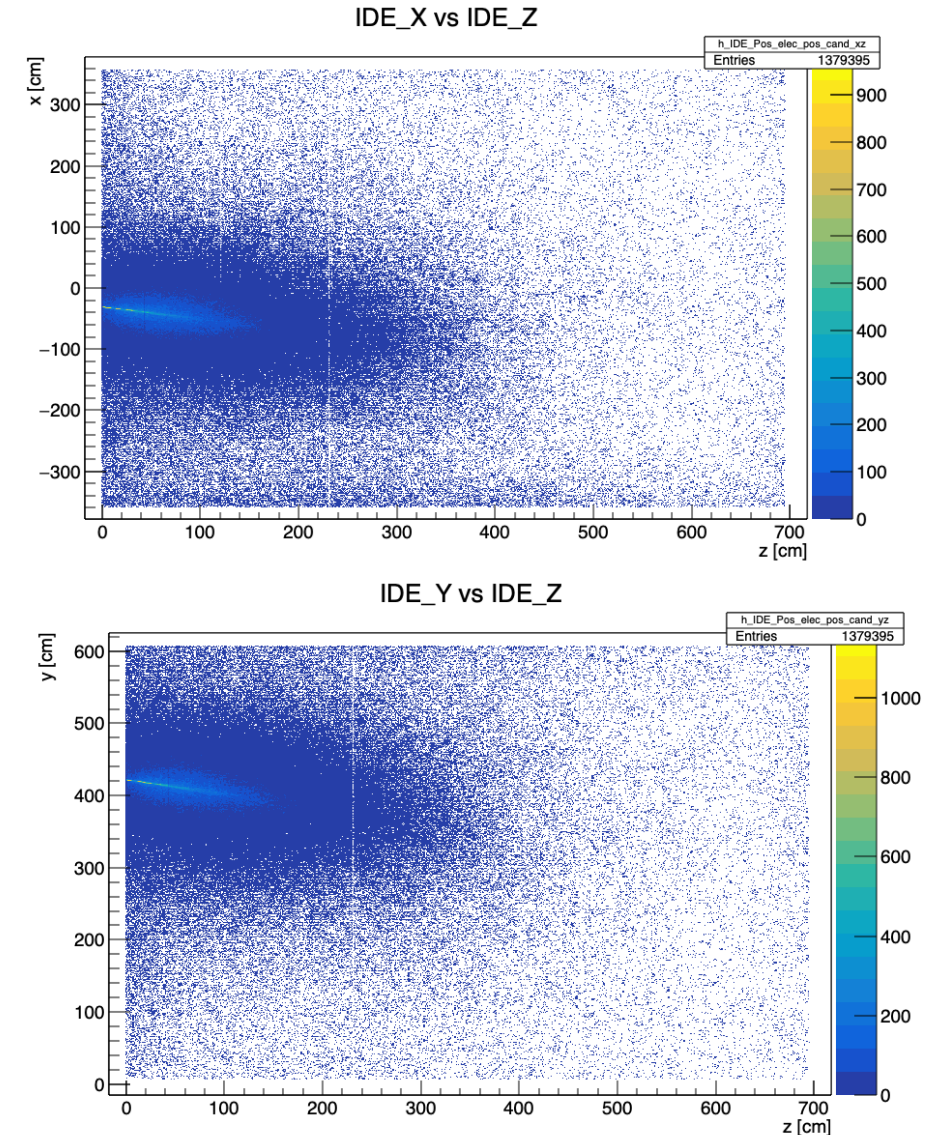 IDE_X vs IDE_Z
h_IDE_Pos_elec_pos_cand_xz
Entries 1379395
x [cm]
300
200
100
0
−100
−200
−300
0 100 200 300 400 500 600 700
z [cm]
900
800
700
600
500
400
300
200
100
0
IDE_Y vs IDE_Z
h_IDE_Pos_elec_pos_cand_yz
Entries 1379395
y [cm]
600
500
400
300
200
100
0
0 100 200 300 400 500 600 700
z [cm]
1000
800
600
400
200
0